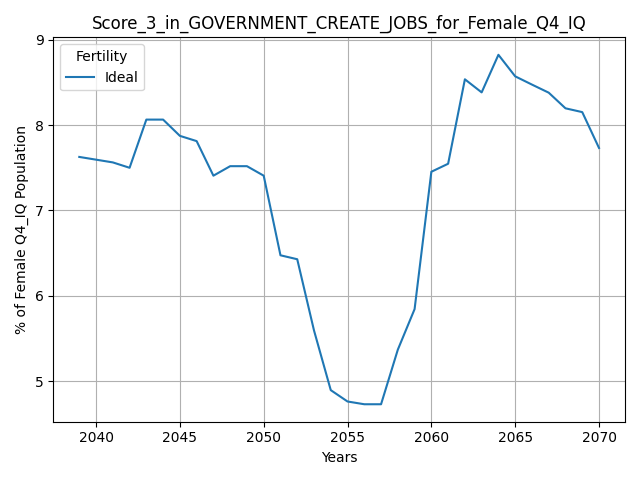 Score_3_in_GOVERNMENT_CREATE_JOBS_for_Female_Q4_IQ
Fertility
Ideal
% of Female Q4_IQ Population
9
8
7
6
5
2040 2045 2050 2055 2060 2065 2070
Years